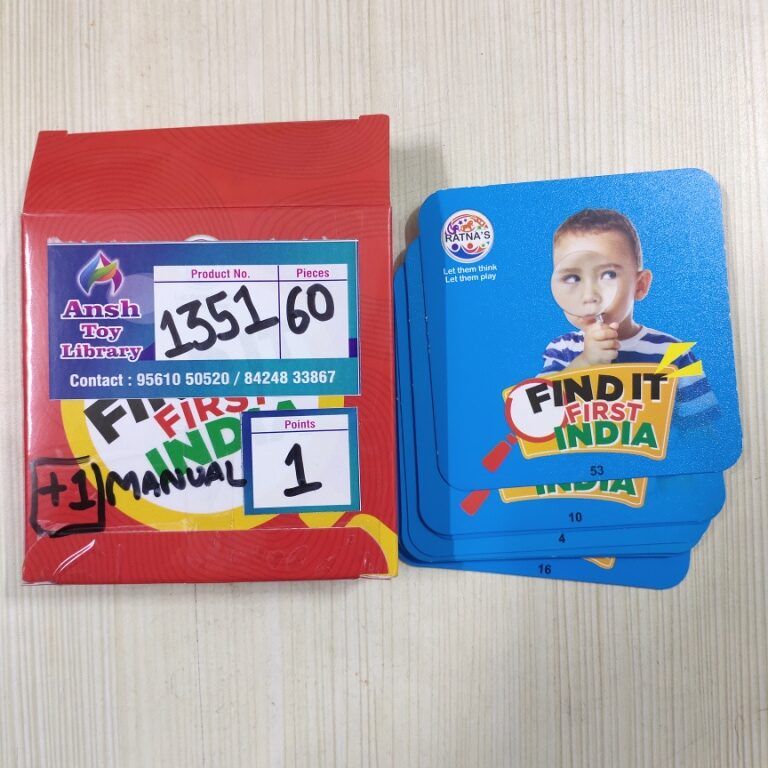 Ansh
Toy
Library
Product No.
Pieces
1351
60
Contact : 95610 50520 / 84248 33867
FIRST
INDIA
+1 MANUAL
Points
1
RATNA'S
Let them think
Let them play
FIND IT
FIRST
INDIA
53
INDIA
10
4
16